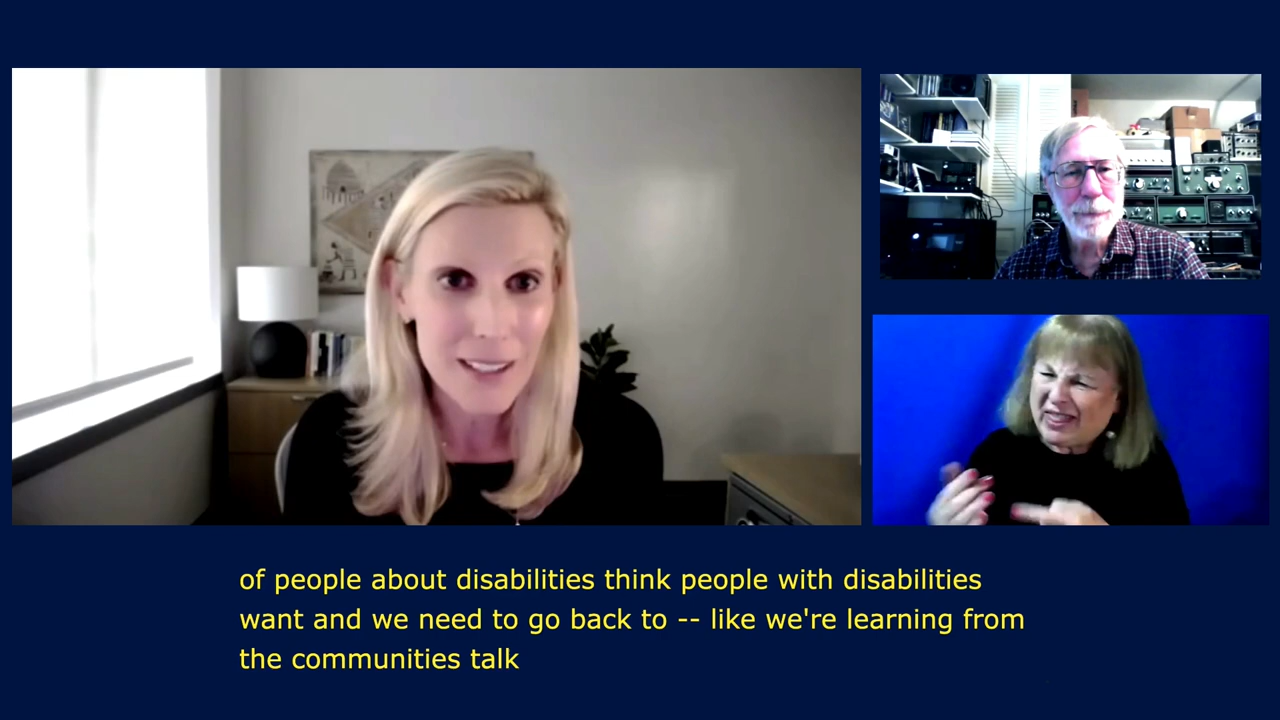 of people about disabilities think people with disabilities
want and we need to go back to -- like we're learning from
the communities talk